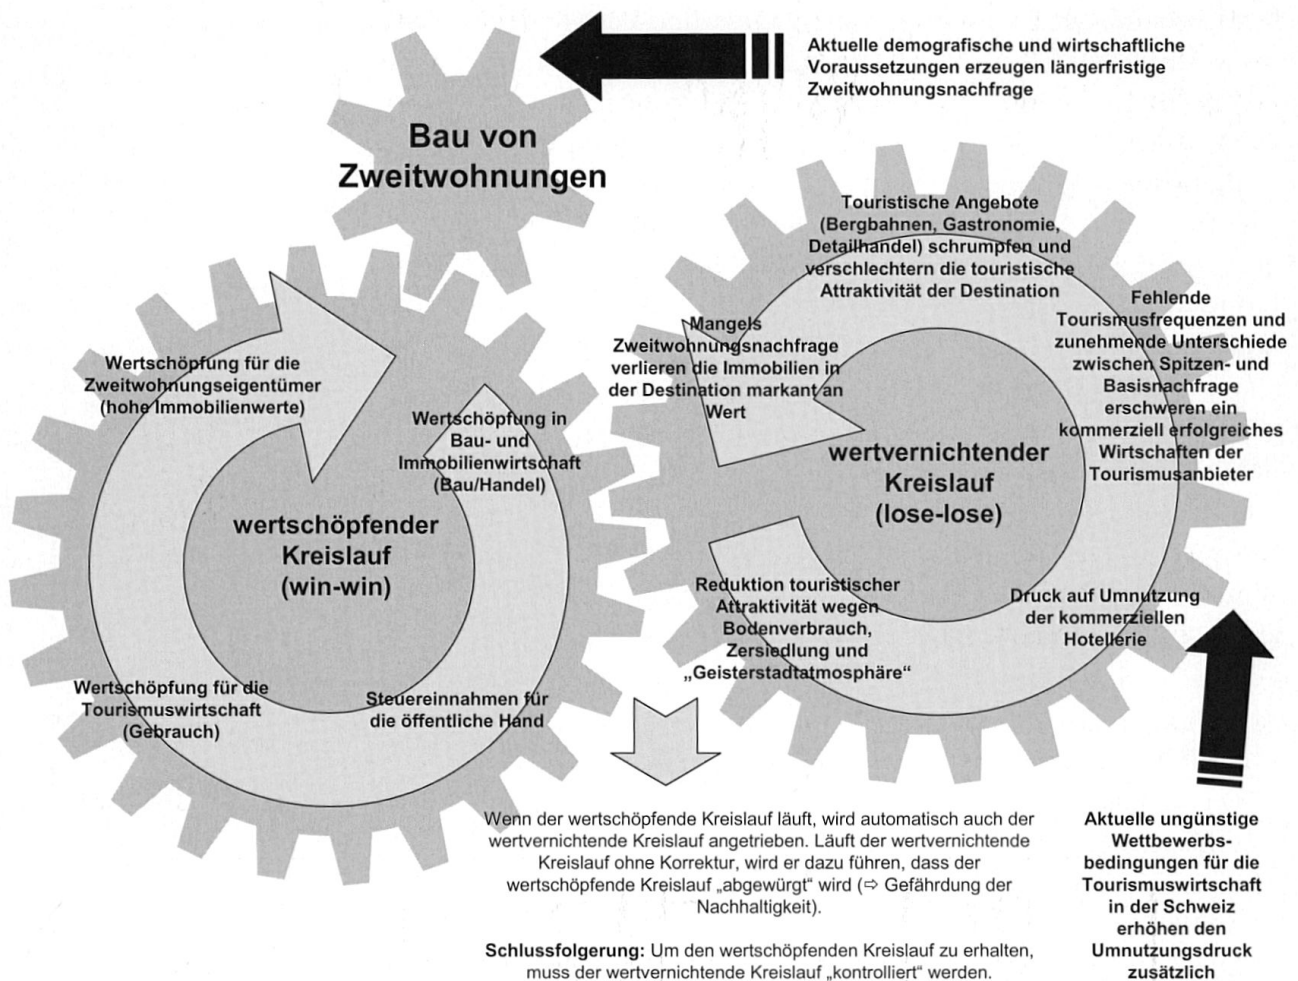 Aktuelle demografische und wirtschaftliche
Voraussetzungen erzeugen längerfristige
Zweitwohnungsnachfrage
Bau von
Zweitwohnungen
Touristische Angebote
(Bergbahnen, Gastronomie,
Detailhandel) schrumpfen und
verschlechtern die touristische
Attraktivität der Destination
Fehlende
Tourismusfrequenzen und
zunehmende Unterschiede
zwischen Spitzen- und
Basisnachfrage
erschweren ein
kommerziell erfolgreiches
Wirtschaften der
Tourismusanbieter
Mangels
Zweitwohnungsnachfrage
verlieren die Immobilien in
der Destination markant an
Wert
Wertschöpfung für die
Zweitwohnungseigentümer
(hohe Immobilienwerte)
Wertschöpfung in
Bau- und
Immobilienwirtschaft
(Bau/Handel)
wertvernichtender
Kreislauf
(lose-lose)
wertschöpfender
Kreislauf
(win-win)
Reduktion touristischer
Attraktivität wegen
Bodenverbrauch,
Zersiedlung und
„Geisterstadtatmosphäre“
Druck auf Umnutzung
der kommerziellen
Hotellerie
Wertschöpfung für die
Tourismuswirtschaft
(Gebrauch)
Steuereinnahmen für
die öffentliche Hand
Wenn der wertschöpfende Kreislauf läuft, wird automatisch auch der
wertvernichtende Kreislauf angetrieben. Läuft der wertvernichtende
Kreislauf ohne Korrektur, wird er dazu führen, dass der
wertschöpfende Kreislauf „abgewürgt“ wird (⇨ Gefährdung der
Nachhaltigkeit).
Schlussfolgerung: Um den wertschöpfenden Kreislauf zu erhalten,
muss der wertvernichtende Kreislauf „kontrolliert“ werden.
Aktuelle ungünstige
Wettbewerbs-
bedingungen für die
Tourismuswirtschaft
in der Schweiz
erhöhen den
Umnutzungsdruck
zusätzlich